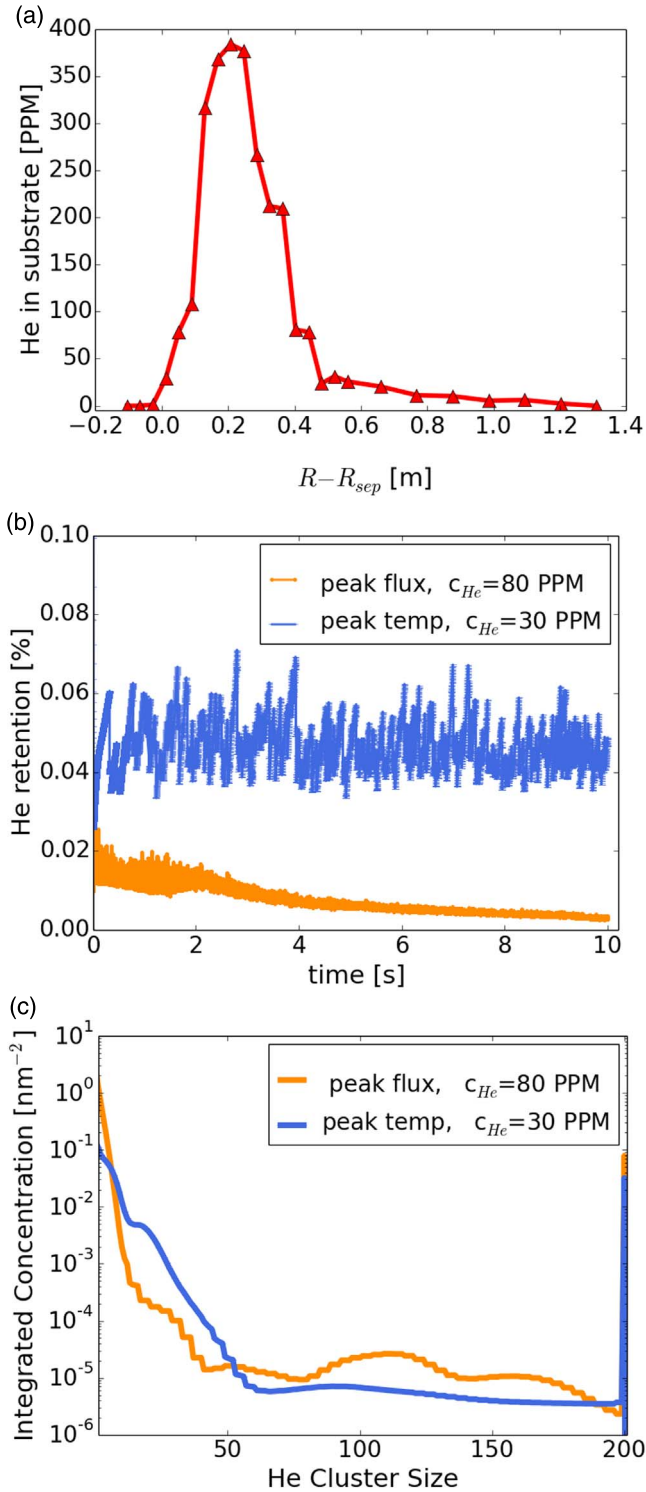 (a)
400
350
300
250
200
150
100
50
0
He in substrate [PPM]
−0.2 0.0 0.2 0.4 0.6 0.8 1.0 1.2 1.4
R−R_sep [m]
(b)
0.10
0.08
0.06
0.04
0.02
0.00
He retention [%]
peak flux, c_He=80 PPM
peak temp, c_He=30 PPM
0 2 4 6 8 10
time [s]
(c)
10^1
10^0
10^-1
10^-2
10^-3
10^-4
10^-5
10^-6
Integrated Concentration [nm^−2]
peak flux, c_He=80 PPM
peak temp, c_He=30 PPM
50 100 150 200
He Cluster Size